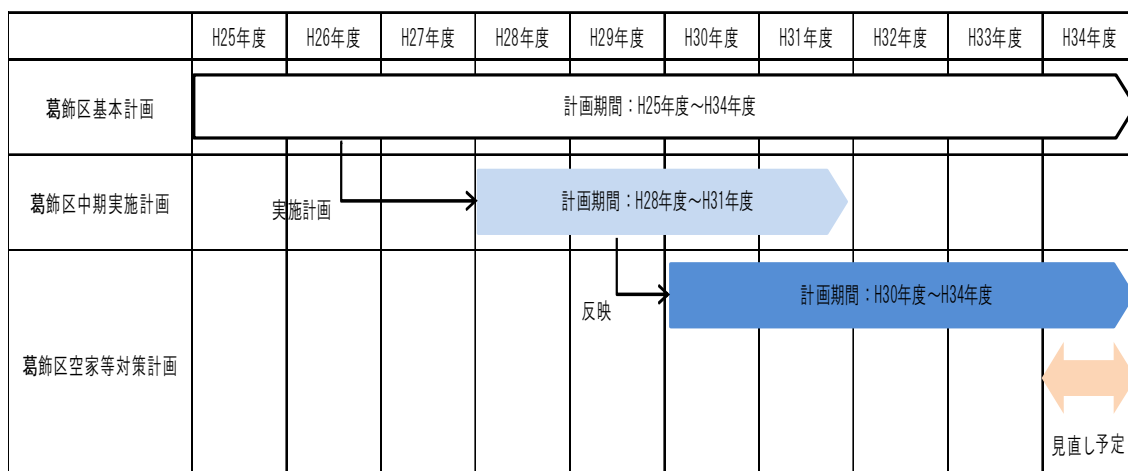 H25年度 H26年度 H27年度 H28年度 H29年度 H30年度 H31年度 H32年度 H33年度 H34年度
葛飾区基本計画
計画期間：H25年度～H34年度
葛飾区中期実施計画
実施計画
計画期間：H28年度～H31年度
葛飾区空家等対策計画
反映
計画期間：H30年度～H34年度
見直し予定